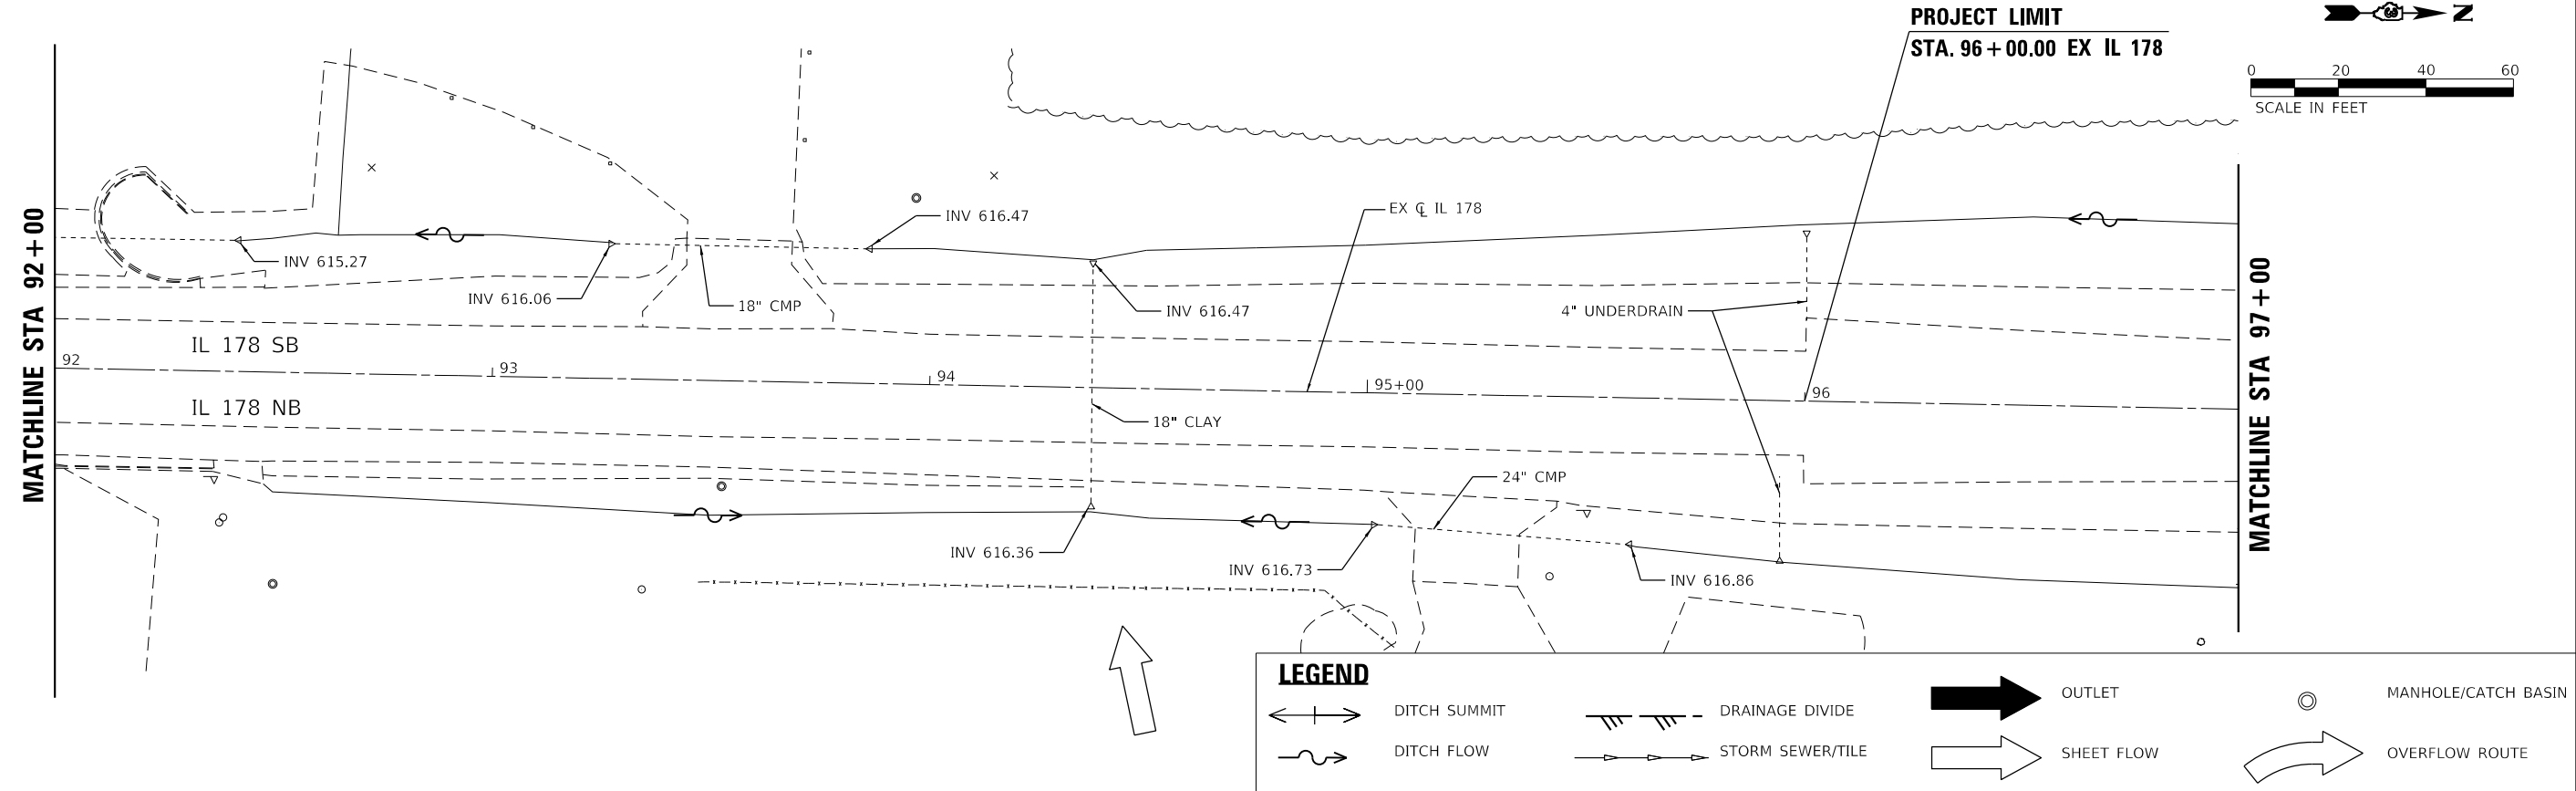 PROJECT LIMIT
STA. 96+00.00 EX IL 178
N
0 20 40 60
SCALE IN FEET
MATCHLINE STA 92+00
INV 616.47
EX ℄ IL 178
INV 615.27
INV 616.06
18" CMP
INV 616.47
4" UNDERDRAIN
IL 178 SB
92
93
94
95+00
96
IL 178 NB
18" CLAY
24" CMP
INV 616.36
INV 616.73
INV 616.86
MATCHLINE STA 97+00
LEGEND
DITCH SUMMIT
DRAINAGE DIVIDE
OUTLET
MANHOLE/CATCH BASIN
DITCH FLOW
STORM SEWER/TILE
SHEET FLOW
OVERFLOW ROUTE